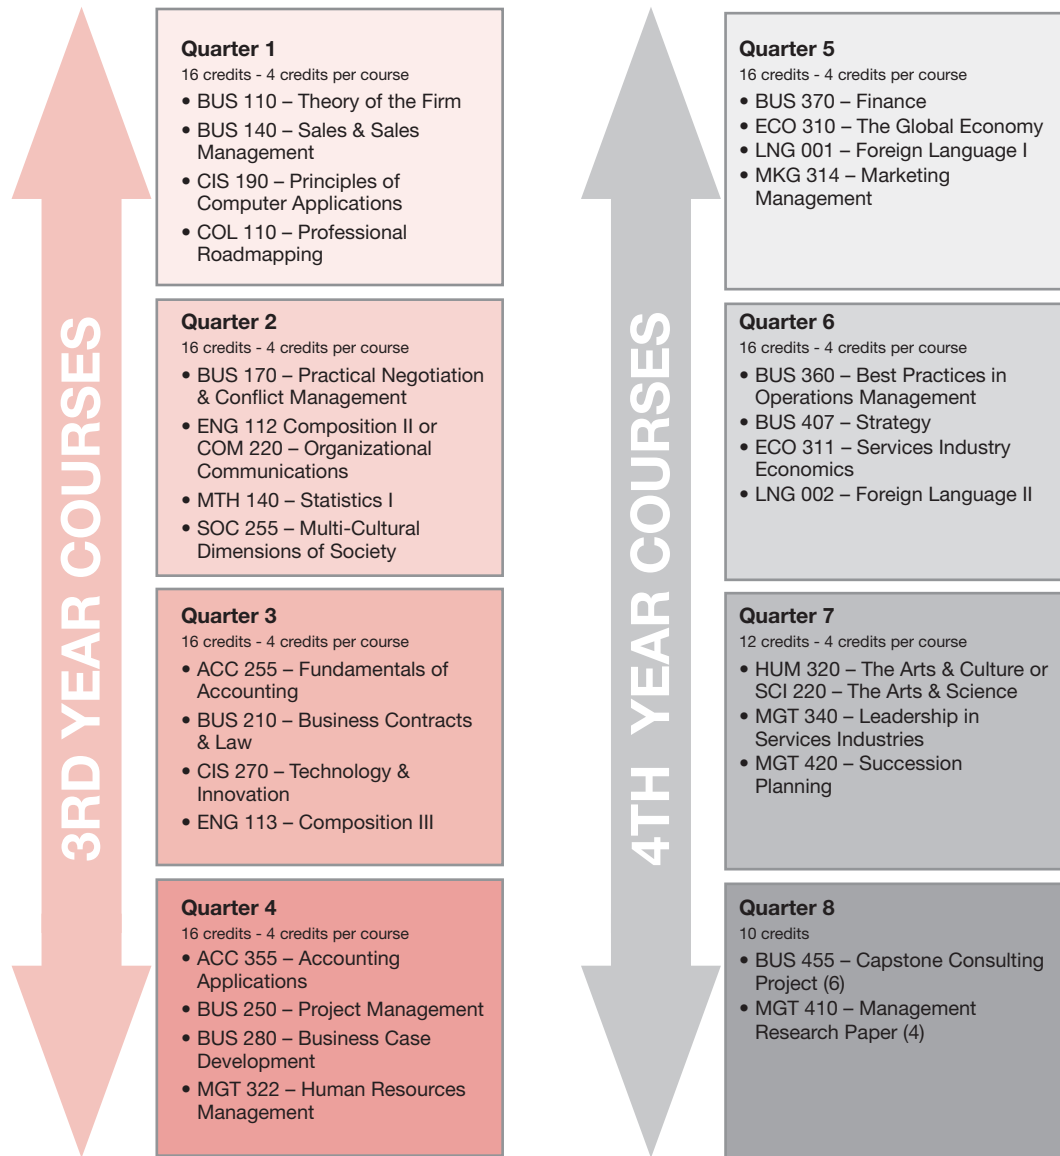 3RD YEAR COURSES
Quarter 1
16 credits - 4 credits per course
• BUS 110 – Theory of the Firm
• BUS 140 – Sales & Sales
Management
• CIS 190 – Principles of
Computer Applications
• COL 110 – Professional
Roadmapping
Quarter 2
16 credits - 4 credits per course
• BUS 170 – Practical Negotiation
& Conflict Management
• ENG 112 Composition II or
COM 220 – Organizational
Communications
• MTH 140 – Statistics I
• SOC 255 – Multi-Cultural
Dimensions of Society
Quarter 3
16 credits - 4 credits per course
• ACC 255 – Fundamentals of
Accounting
• BUS 210 – Business Contracts
& Law
• CIS 270 – Technology &
Innovation
• ENG 113 – Composition III
Quarter 4
16 credits - 4 credits per course
• ACC 355 – Accounting
Applications
• BUS 250 – Project Management
• BUS 280 – Business Case
Development
• MGT 322 – Human Resources
Management
4TH YEAR COURSES
Quarter 5
16 credits - 4 credits per course
• BUS 370 – Finance
• ECO 310 – The Global Economy
• LNG 001 – Foreign Language I
• MKG 314 – Marketing
Management
Quarter 6
16 credits - 4 credits per course
• BUS 360 – Best Practices in
Operations Management
• BUS 407 – Strategy
• ECO 311 – Services Industry
Economics
• LNG 002 – Foreign Language II
Quarter 7
12 credits - 4 credits per course
• HUM 320 – The Arts & Culture or
SCI 220 – The Arts & Science
• MGT 340 – Leadership in
Services Industries
• MGT 420 – Succession
Planning
Quarter 8
10 credits
• BUS 455 – Capstone Consulting
Project (6)
• MGT 410 – Management
Research Paper (4)